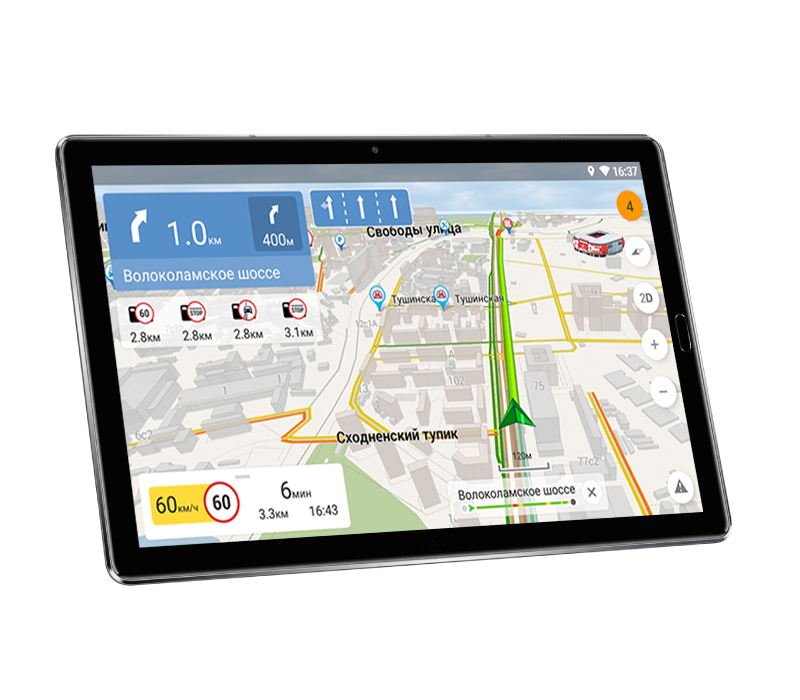 16:37
4
1.0км
400м
Волоколамское шоссе
Свободы улица
60
STOP
STOP
2.8км 2.8км 2.8км 3.1км
2D
Тушинская
Тушинская
12с1А
1А
102
75
1
13
6с2
Сходненский тупик
120м
77с2
60км/ч
60
6мин
3.3км 16:43
Волоколамское шоссе